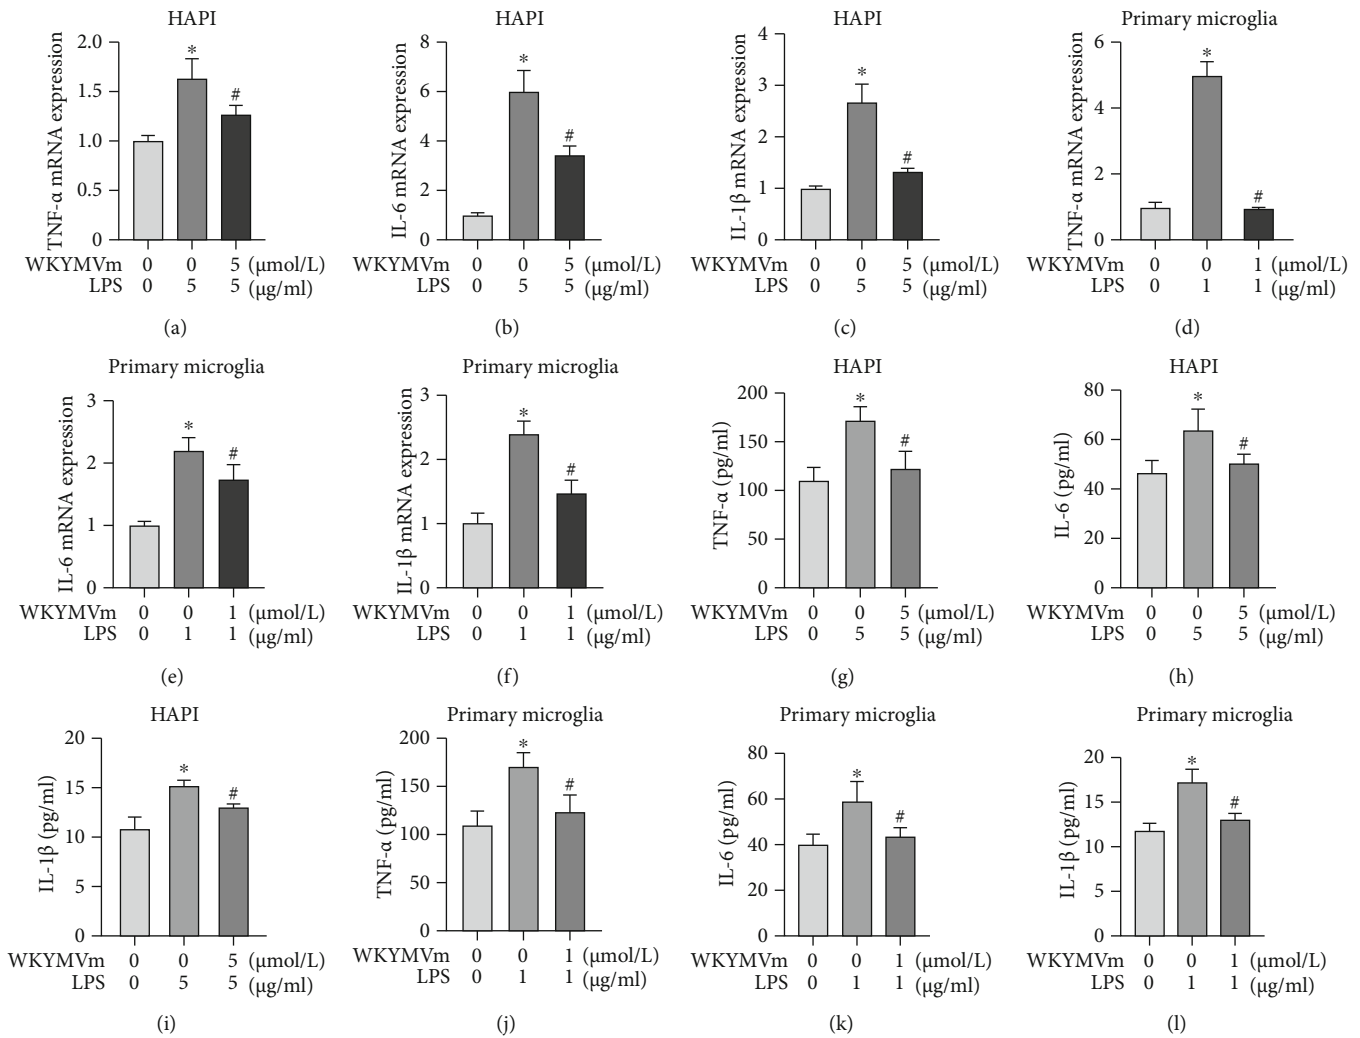 HAPI
TNF-α mRNA expression
2.0
1.5
1.0
0.5
0
*
#
WKYMVm 0 0 5 (μmol/L)
LPS 0 5 5 (μg/ml)
(a)
HAPI
IL-6 mRNA expression
8
6
4
2
0
*
#
0 0 5 (μmol/L)
0 5 5 (μg/ml)
(b)
HAPI
IL-1β mRNA expression
4
3
2
1
0
*
#
WKYMVm 0 0 5 (μmol/L)
LPS 0 5 5 (μg/ml)
(c)
Primary microglia
TNF-α mRNA expression
6
4
2
0
*
#
WKYMVm 0 0 1 (μmol/L)
LPS 0 1 1 (μg/ml)
(d)
Primary microglia
IL-6 mRNA expression
3
2
1
0
*
#
WKYMVm 0 0 1 (μmol/L)
LPS 0 1 1 (μg/ml)
(e)
Primary microglia
IL-1β mRNA expression
3
2
1
0
*
#
WKYMVm 0 0 1 (μmol/L)
LPS 0 1 1 (μg/ml)
(f)
HAPI
TNF-α (pg/ml)
200
150
100
50
0
*
#
WKYMVm 0 0 5 (μmol/L)
LPS 0 5 5 (μg/ml)
(g)
HAPI
IL-6 (pg/ml)
80
60
40
20
0
*
#
WKYMVm 0 0 5 (μmol/L)
LPS 0 5 5 (μg/ml)
(h)
HAPI
IL-1β (pg/ml)
20
15
10
5
0
*
#
WKYMVm 0 0 5 (μmol/L)
LPS 0 5 5 (μg/ml)
(i)
Primary microglia
TNF-α (pg/ml)
200
150
100
50
0
*
#
WKYMVm 0 0 1 (μmol/L)
LPS 0 1 1 (μg/ml)
(j)
Primary microglia
IL-6 (pg/ml)
80
60
40
20
0
*
#
WKYMVm 0 0 1 (μmol/L)
LPS 0 1 1 (μg/ml)
(k)
Primary microglia
IL-1β (pg/ml)
20
15
10
5
0
*
#
WKYMVm 0 0 1 (μmol/L)
LPS 0 1 1 (μg/ml)
(l)